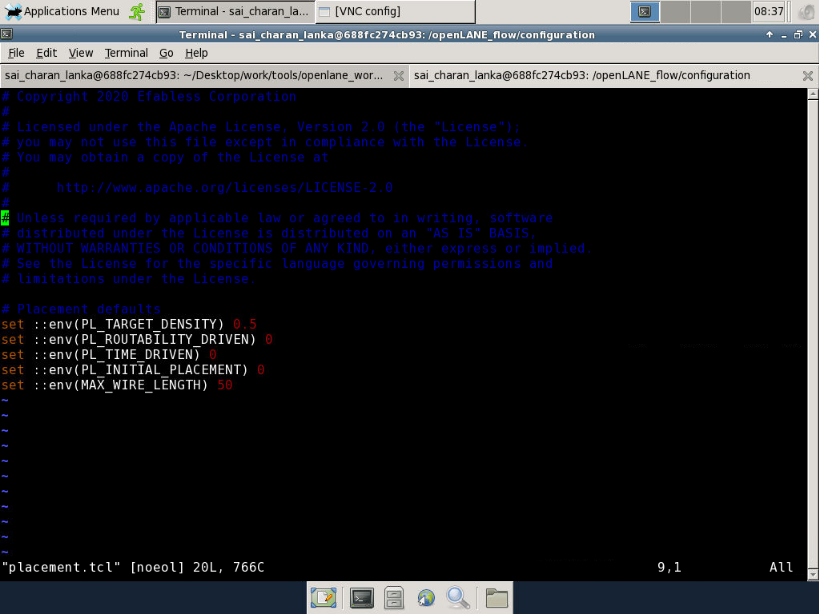 Applications Menu
Terminal - sai_charan_la...
[VNC config]
08:37
Terminal - sai_charan_lanka@688fc274cb93: /openLANE_flow/configuration
File Edit View Terminal Go Help
sai_charan_lanka@688fc274cb93: ~/Desktop/work/tools/openlane_wor...
sai_charan_lanka@688fc274cb93: /openLANE_flow/configuration
# Copyright 2020 Efabless Corporation
#
# Licensed under the Apache License, Version 2.0 (the "License");
# you may not use this file except in compliance with the License.
# You may obtain a copy of the License at
#
#      http://www.apache.org/licenses/LICENSE-2.0
#
# Unless required by applicable law or agreed to in writing, software
# distributed under the License is distributed on an "AS IS" BASIS,
# WITHOUT WARRANTIES OR CONDITIONS OF ANY KIND, either express or implied.
# See the License for the specific language governing permissions and
# limitations under the License.
# Placement defaults
set ::env(PL_TARGET_DENSITY) 0.5
set ::env(PL_ROUTABILITY_DRIVEN) 0
set ::env(PL_TIME_DRIVEN) 0
set ::env(PL_INITIAL_PLACEMENT) 0
set ::env(MAX_WIRE_LENGTH) 50
~
~
~
~
~
~
~
~
~
~
~
"placement.tcl" [noeol] 20L, 766C 9,1 All